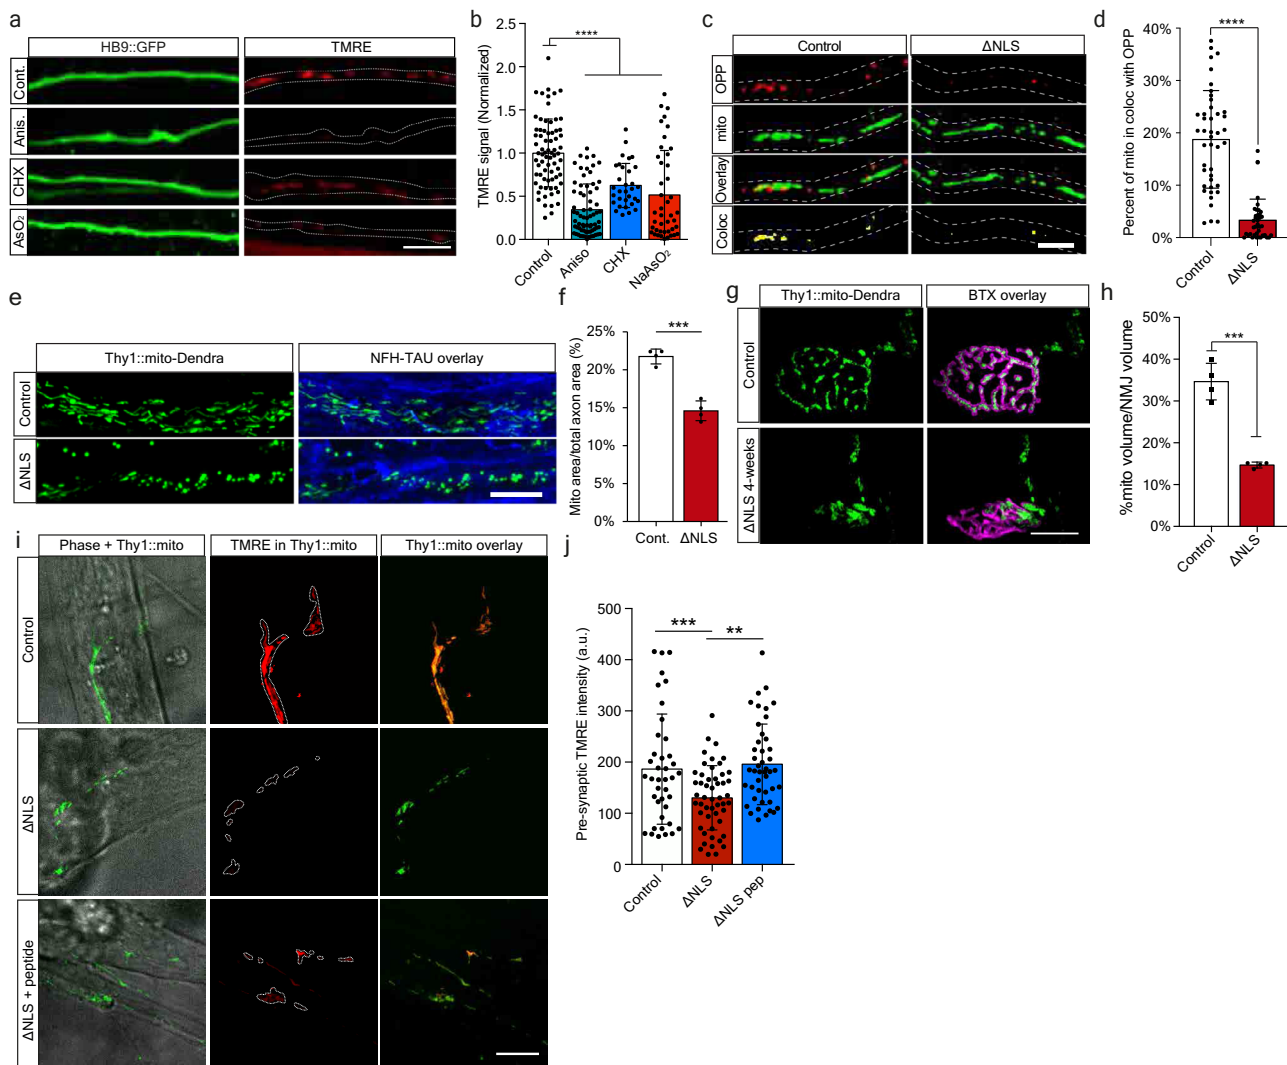 a
HB9::GFP
TMRE
Cont.
Anis.
CHX
AsO₂
b
TMRE signal (Normalized)
2.5
2.0
1.5
1.0
0.5
0.0
****
Control
Aniso
CHX
NaAsO₂
c
Control
ΔNLS
OPP
mito
Overlay
Coloc
d
Percent of mito in coloc with OPP
40%
30%
20%
10%
0%
****
Control
ΔNLS
e
Thy1::mito-Dendra
NFH-TAU overlay
Control
ΔNLS
f
Mito area/total axon area (%)
25%
20%
15%
10%
5%
0%
***
Cont.
ΔNLS
g
Thy1::mito-Dendra
BTX overlay
Control
ΔNLS 4-weeks
h
%mito volume/NMJ volume
50%
40%
30%
20%
10%
0%
***
Control
ΔNLS
i
Phase + Thy1::mito
TMRE in Thy1::mito
Thy1::mito overlay
Control
ΔNLS
ΔNLS + peptide
j
Pre-synaptic TMRE intensity (a.u.)
500
400
300
200
100
0
***
**
Control
ΔNLS
ΔNLS pep